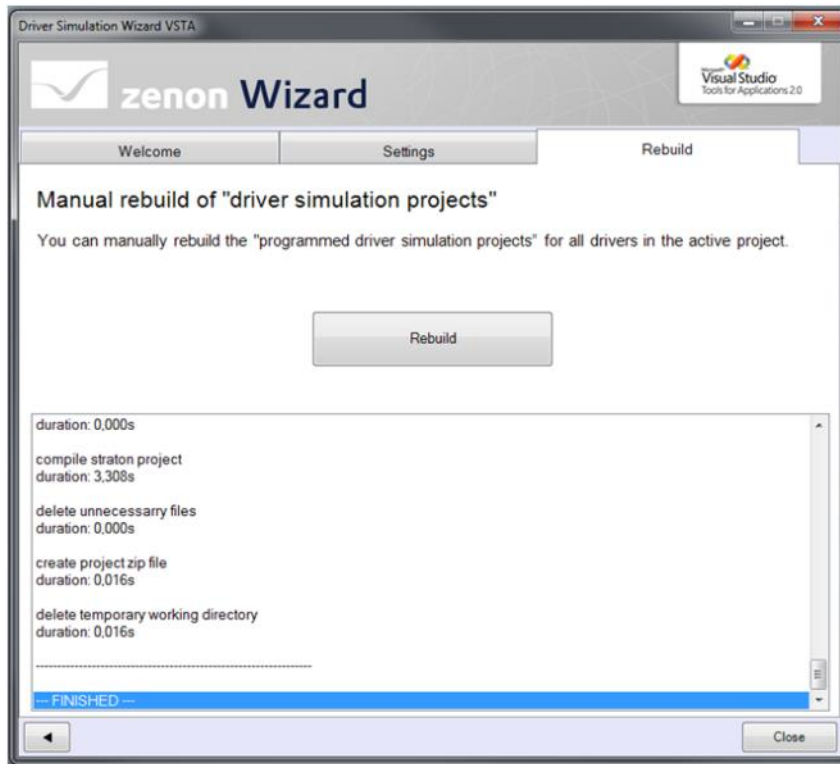 Driver Simulation Wizard VSTA
zenon Wizard
Microsoft
Visual Studio
Tools for Applications 2.0
Welcome
Settings
Rebuild
Manual rebuild of "driver simulation projects"
You can manually rebuild the "programmed driver simulation projects" for all drivers in the active project.
Rebuild
duration: 0,000s
compile straton project
duration: 3,308s
delete unnecessarry files
duration: 0,000s
create project zip file
duration: 0,016s
delete temporary working directory
duration: 0,016s
------------------------------------------------------------------
--- FINISHED ---
Close